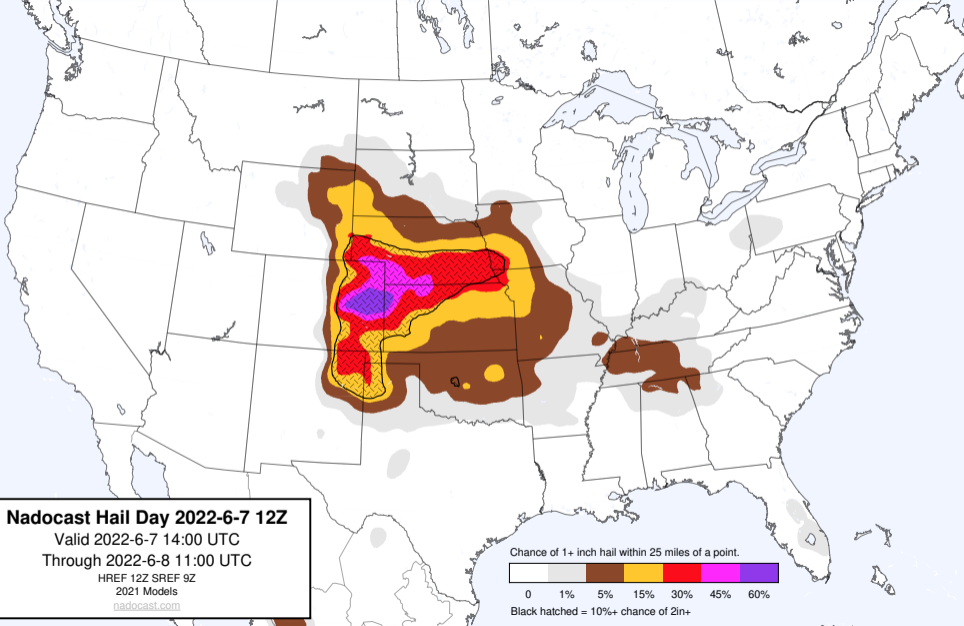 Nadocast Hail Day 2022-6-7 12Z
Valid 2022-6-7 14:00 UTC
Through 2022-6-8 11:00 UTC
HREF 12Z SREF 9Z
2021 Models
nadocast.com
Chance of 1+ inch hail within 25 miles of a point.
0 1% 5% 15% 30% 45% 60%
Black hatched = 10%+ chance of 2in+